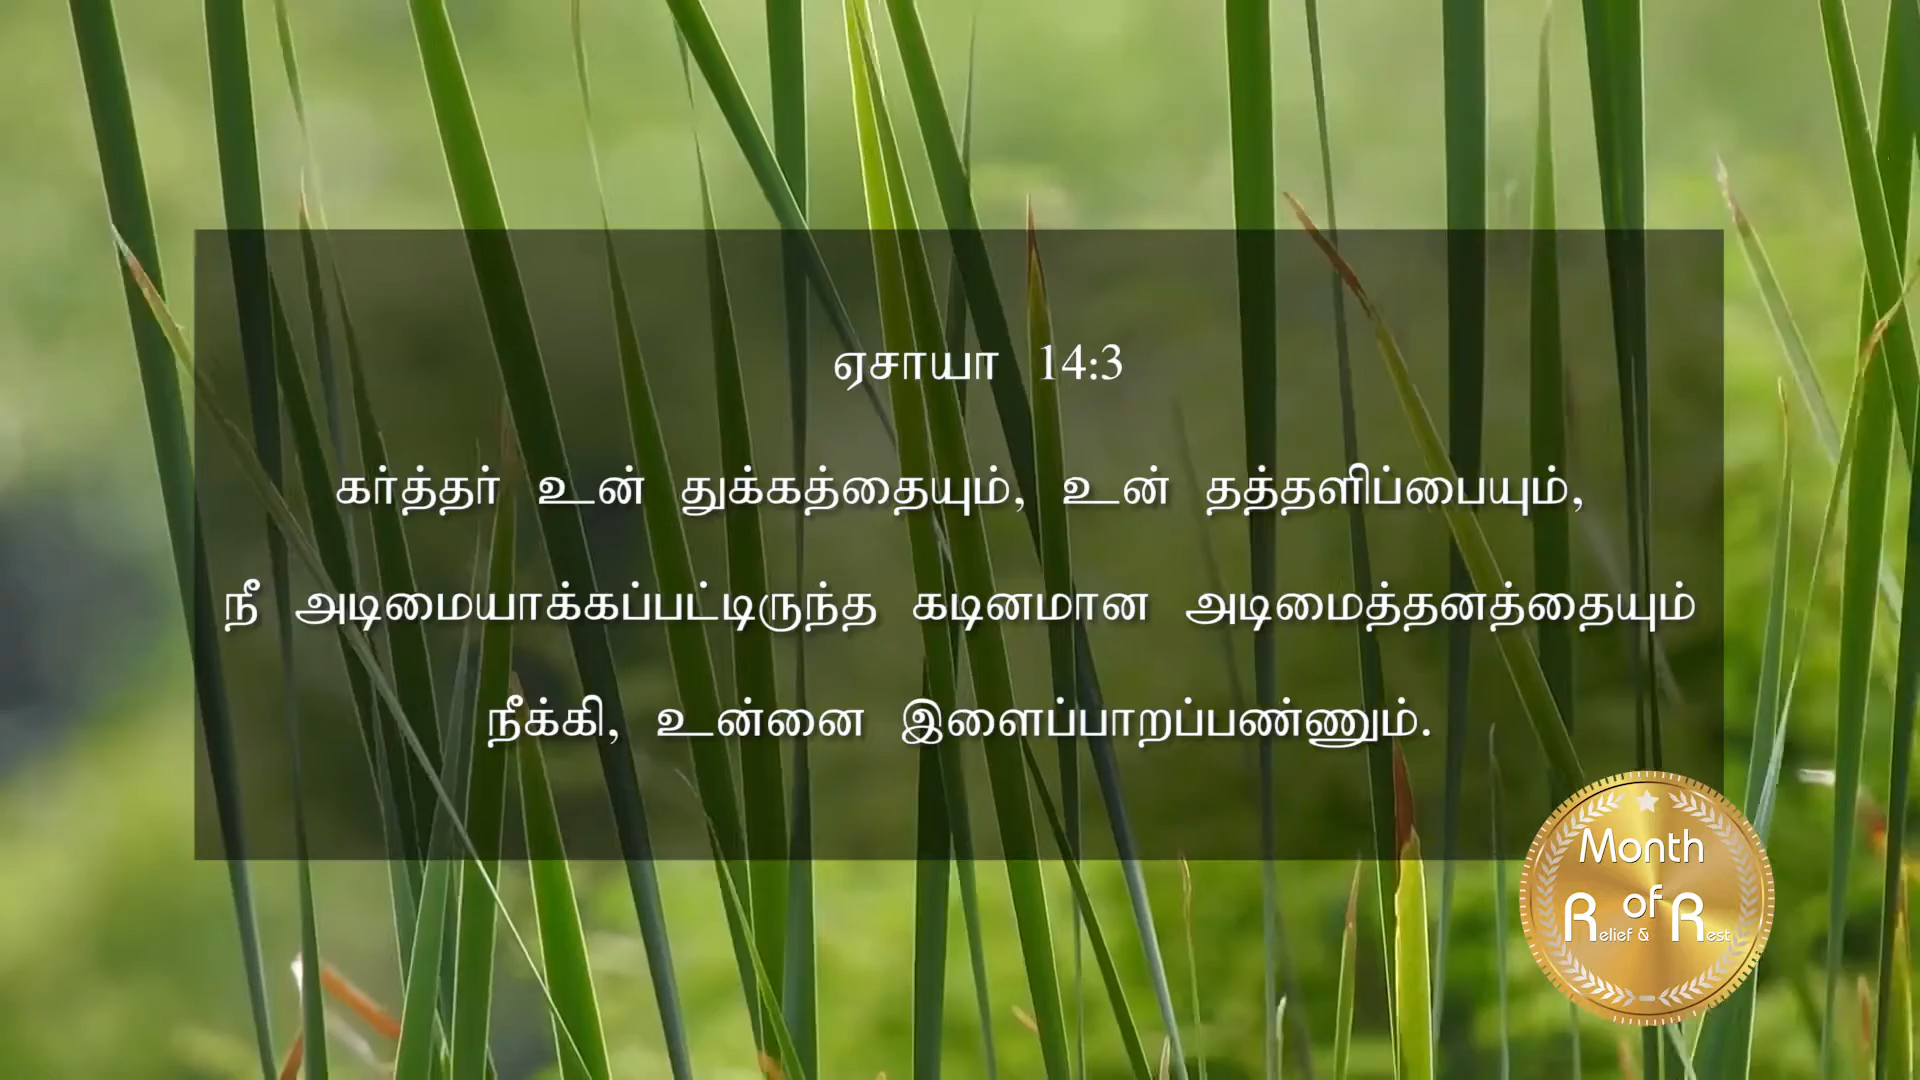 ஏசாயா 14:3
கர்த்தர் உன் துக்கத்தையும், உன் தத்தளிப்பையும்,
நீ அடிமையாக்கப்பட்டிருந்த கடினமான அடிமைத்தனத்தையும்
நீக்கி, உன்னை இளைப்பாறப்பண்ணும்.
Month
of
Relief & Rest